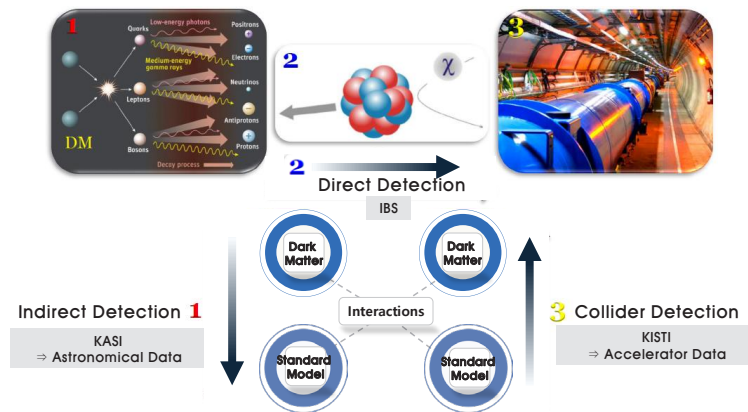 1
Quarks
Low-energy photons
Positrons
Medium-energy
gamma rays
Electrons
Leptons
Neutrinos
Antiprotons
DM
Bosons
Protons
Decay process
2
χ
3
2
Direct Detection
IBS
Dark
Matter
Dark
Matter
Interactions
Indirect Detection 1
KASI
⇒ Astronomical Data
3 Collider Detection
KISTI
⇒ Accelerator Data
Standard
Model
Standard
Model